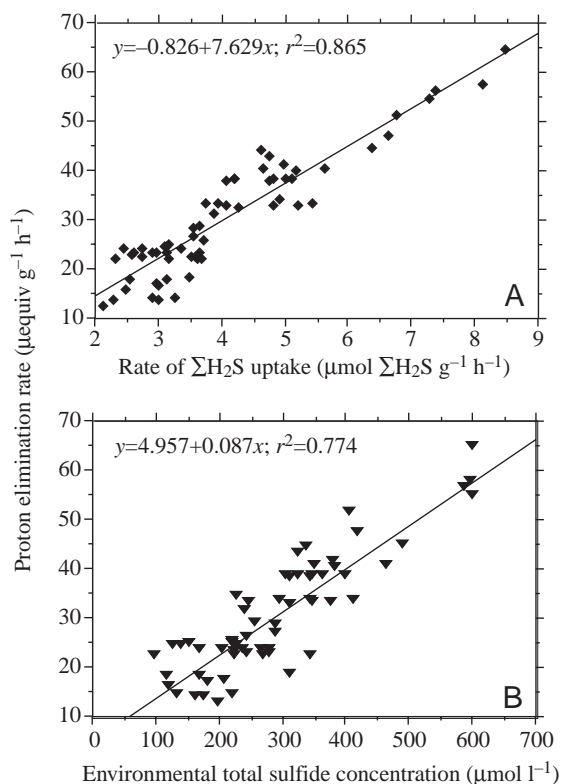 70
60
50
40
30
20
10
y=–0.826+7.629x; r²=0.865
A
2 3 4 5 6 7 8 9
Rate of ΣH2S uptake (μmol ΣH2S g⁻¹ h⁻¹)
Proton elimination rate (μequiv g⁻¹ h⁻¹)
70
60
50
40
30
20
10
y=4.957+0.087x; r²=0.774
B
0 100 200 300 400 500 600 700
Environmental total sulfide concentration (μmol l⁻¹)